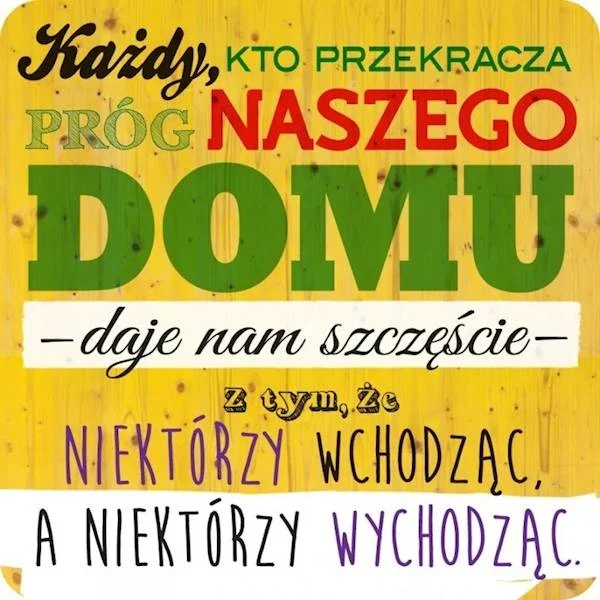 Każdy, KTO PRZEKRACZA
PRÓG NASZEGO
DOMU
– daje nam szczęście –
z tym, że
NIEKTÓRZY WCHODZĄC,
A NIEKTÓRZY WYCHODZĄC.